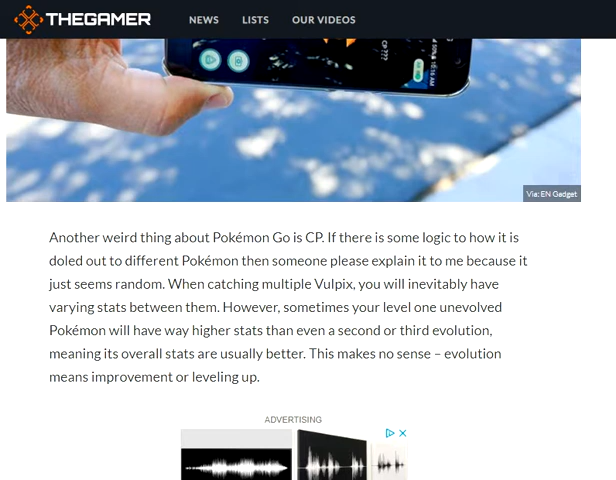 THEGAMER NEWS LISTS OUR VIDEOS
CP???
Via: EN Gadget
Another weird thing about Pokémon Go is CP. If there is some logic to how it is
doled out to different Pokémon then someone please explain it to me because it
just seems random. When catching multiple Vulpix, you will inevitably have
varying stats between them. However, sometimes your level one unevolved
Pokémon will have way higher stats than even a second or third evolution,
meaning its overall stats are usually better. This makes no sense – evolution
means improvement or leveling up.
ADVERTISING